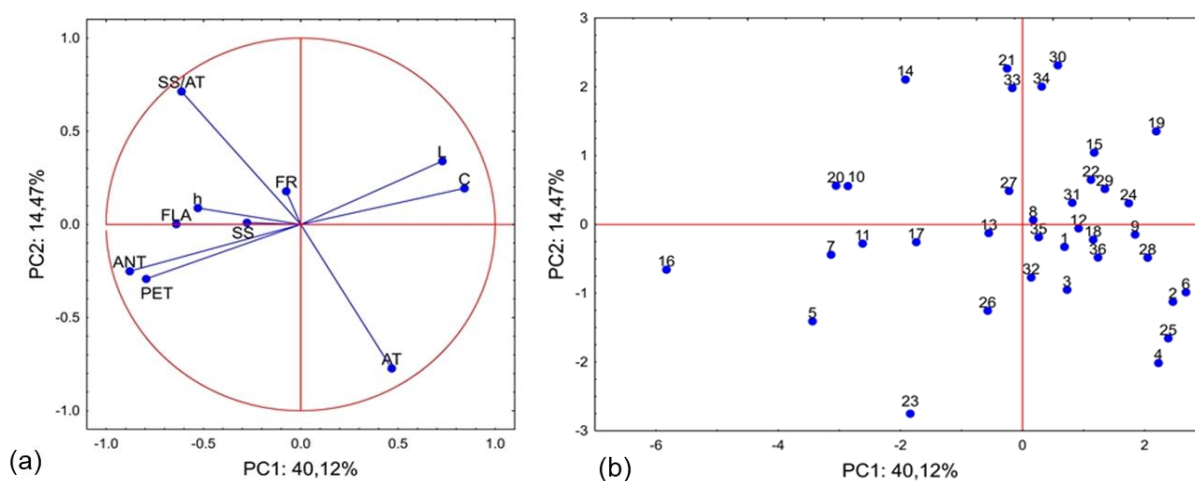 1.0
0.5
0.0
-0.5
-1.0
SS/AT
L
C
FR
h
FLA
SS
ANT
PET
AT
-1.0 -0.5 0.0 0.5 1.0
PC1: 40,12%
PC2: 14,47%
(a)
3
2
1
0
-1
-2
-3
21 30
14 33 34
19
15
22 29
20 10
27 31 24
8
13 35 12 18 9
7 11 17 1 36 28
16 32
3 6
26 2
5
25
4
23
-6 -4 -2 0 2
PC1: 40,12%
PC2: 14,47%
(b)